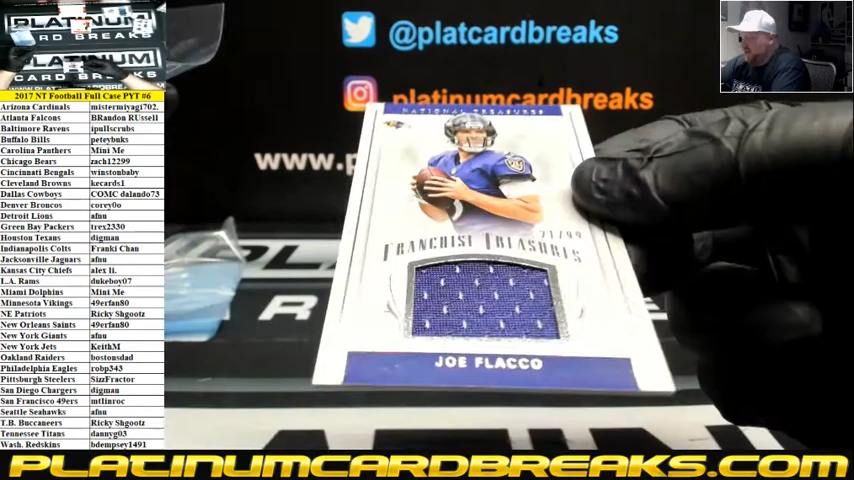 PLATINUM
CARD BREAKS
CARD BREAKS
2017 NT Football Full Case PYT #6
Arizona Cardinals mistermiyagi702.
Atlanta Falcons BRandon RUssell
Baltimore Ravens ipullscrubs
Buffalo Bills peteybuks
Carolina Panthers Mini Me
Chicago Bears zach12299
Cincinnati Bengals winstonbaby
Cleveland Browns kecards1
Dallas Cowboys COMC dalando73
Denver Broncos corey0o
Detroit Lions afnu
Green Bay Packers trex2330
Houston Texans digman
Indianapolis Colts Franki Chan
Jacksonville Jaguars afnu
Kansas City Chiefs alex li.
L.A. Rams dukeboy07
Miami Dolphins Mini Me
Minnesota Vikings 49erfan80
NE Patriots Ricky Shgootz
New Orleans Saints 49erfan80
New York Giants afnu
New York Jets KeithM
Oakland Raiders bostonsdad
Philadelphia Eagles robp343
Pittsburgh Steelers SizzFractor
San Diego Chargers digman
San Francisco 49ers mtlinroc
Seattle Seahawks afnu
T.B. Buccaneers Ricky Shgootz
Tennessee Titans dannyg03
Wash. Redskins bdempsey1491
@platcardbreaks
platinumcardbreaks
www.p
NATIONAL TREASURES
21/99
FRANCHISE TREASURES
JOE FLACCO
PLATINUMCARDBREAKS.COM